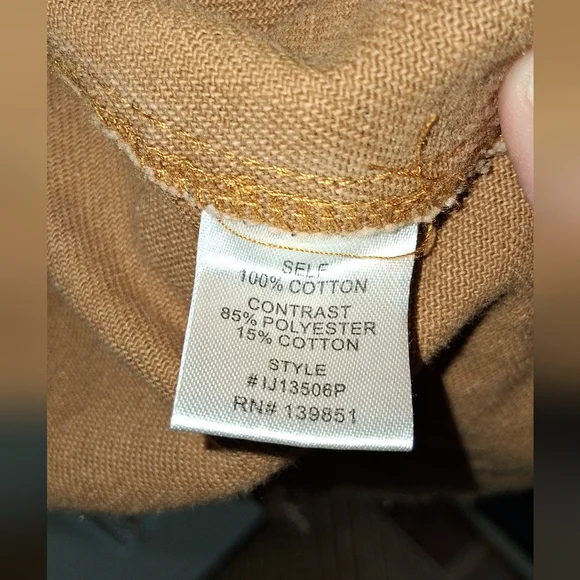 SELF
100% COTTON
CONTRAST
85% POLYESTER
15% COTTON
STYLE
#IJ13506P
RN# 139851